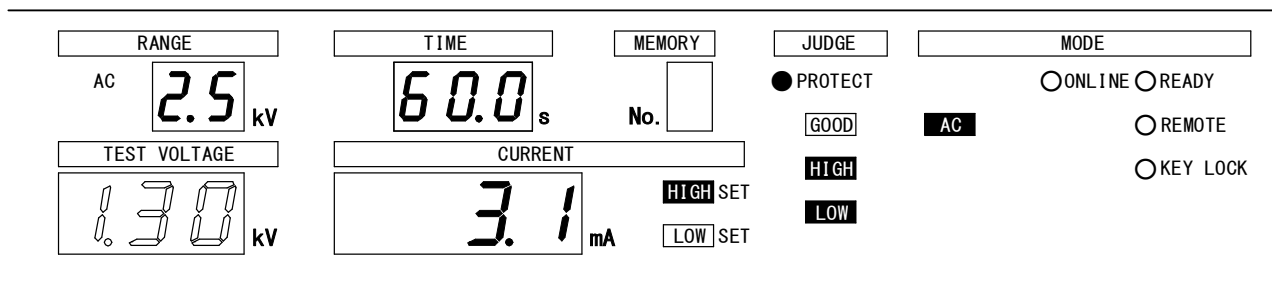 RANGE TIME MEMORY JUDGE MODE
AC 2.5 kV 60.0 s No. PROTECT ONLINE READY
GOOD AC REMOTE
TEST VOLTAGE CURRENT
HIGH KEY LOCK
1.30 kV 3.1 mA HIGH SET
LOW
LOW SET